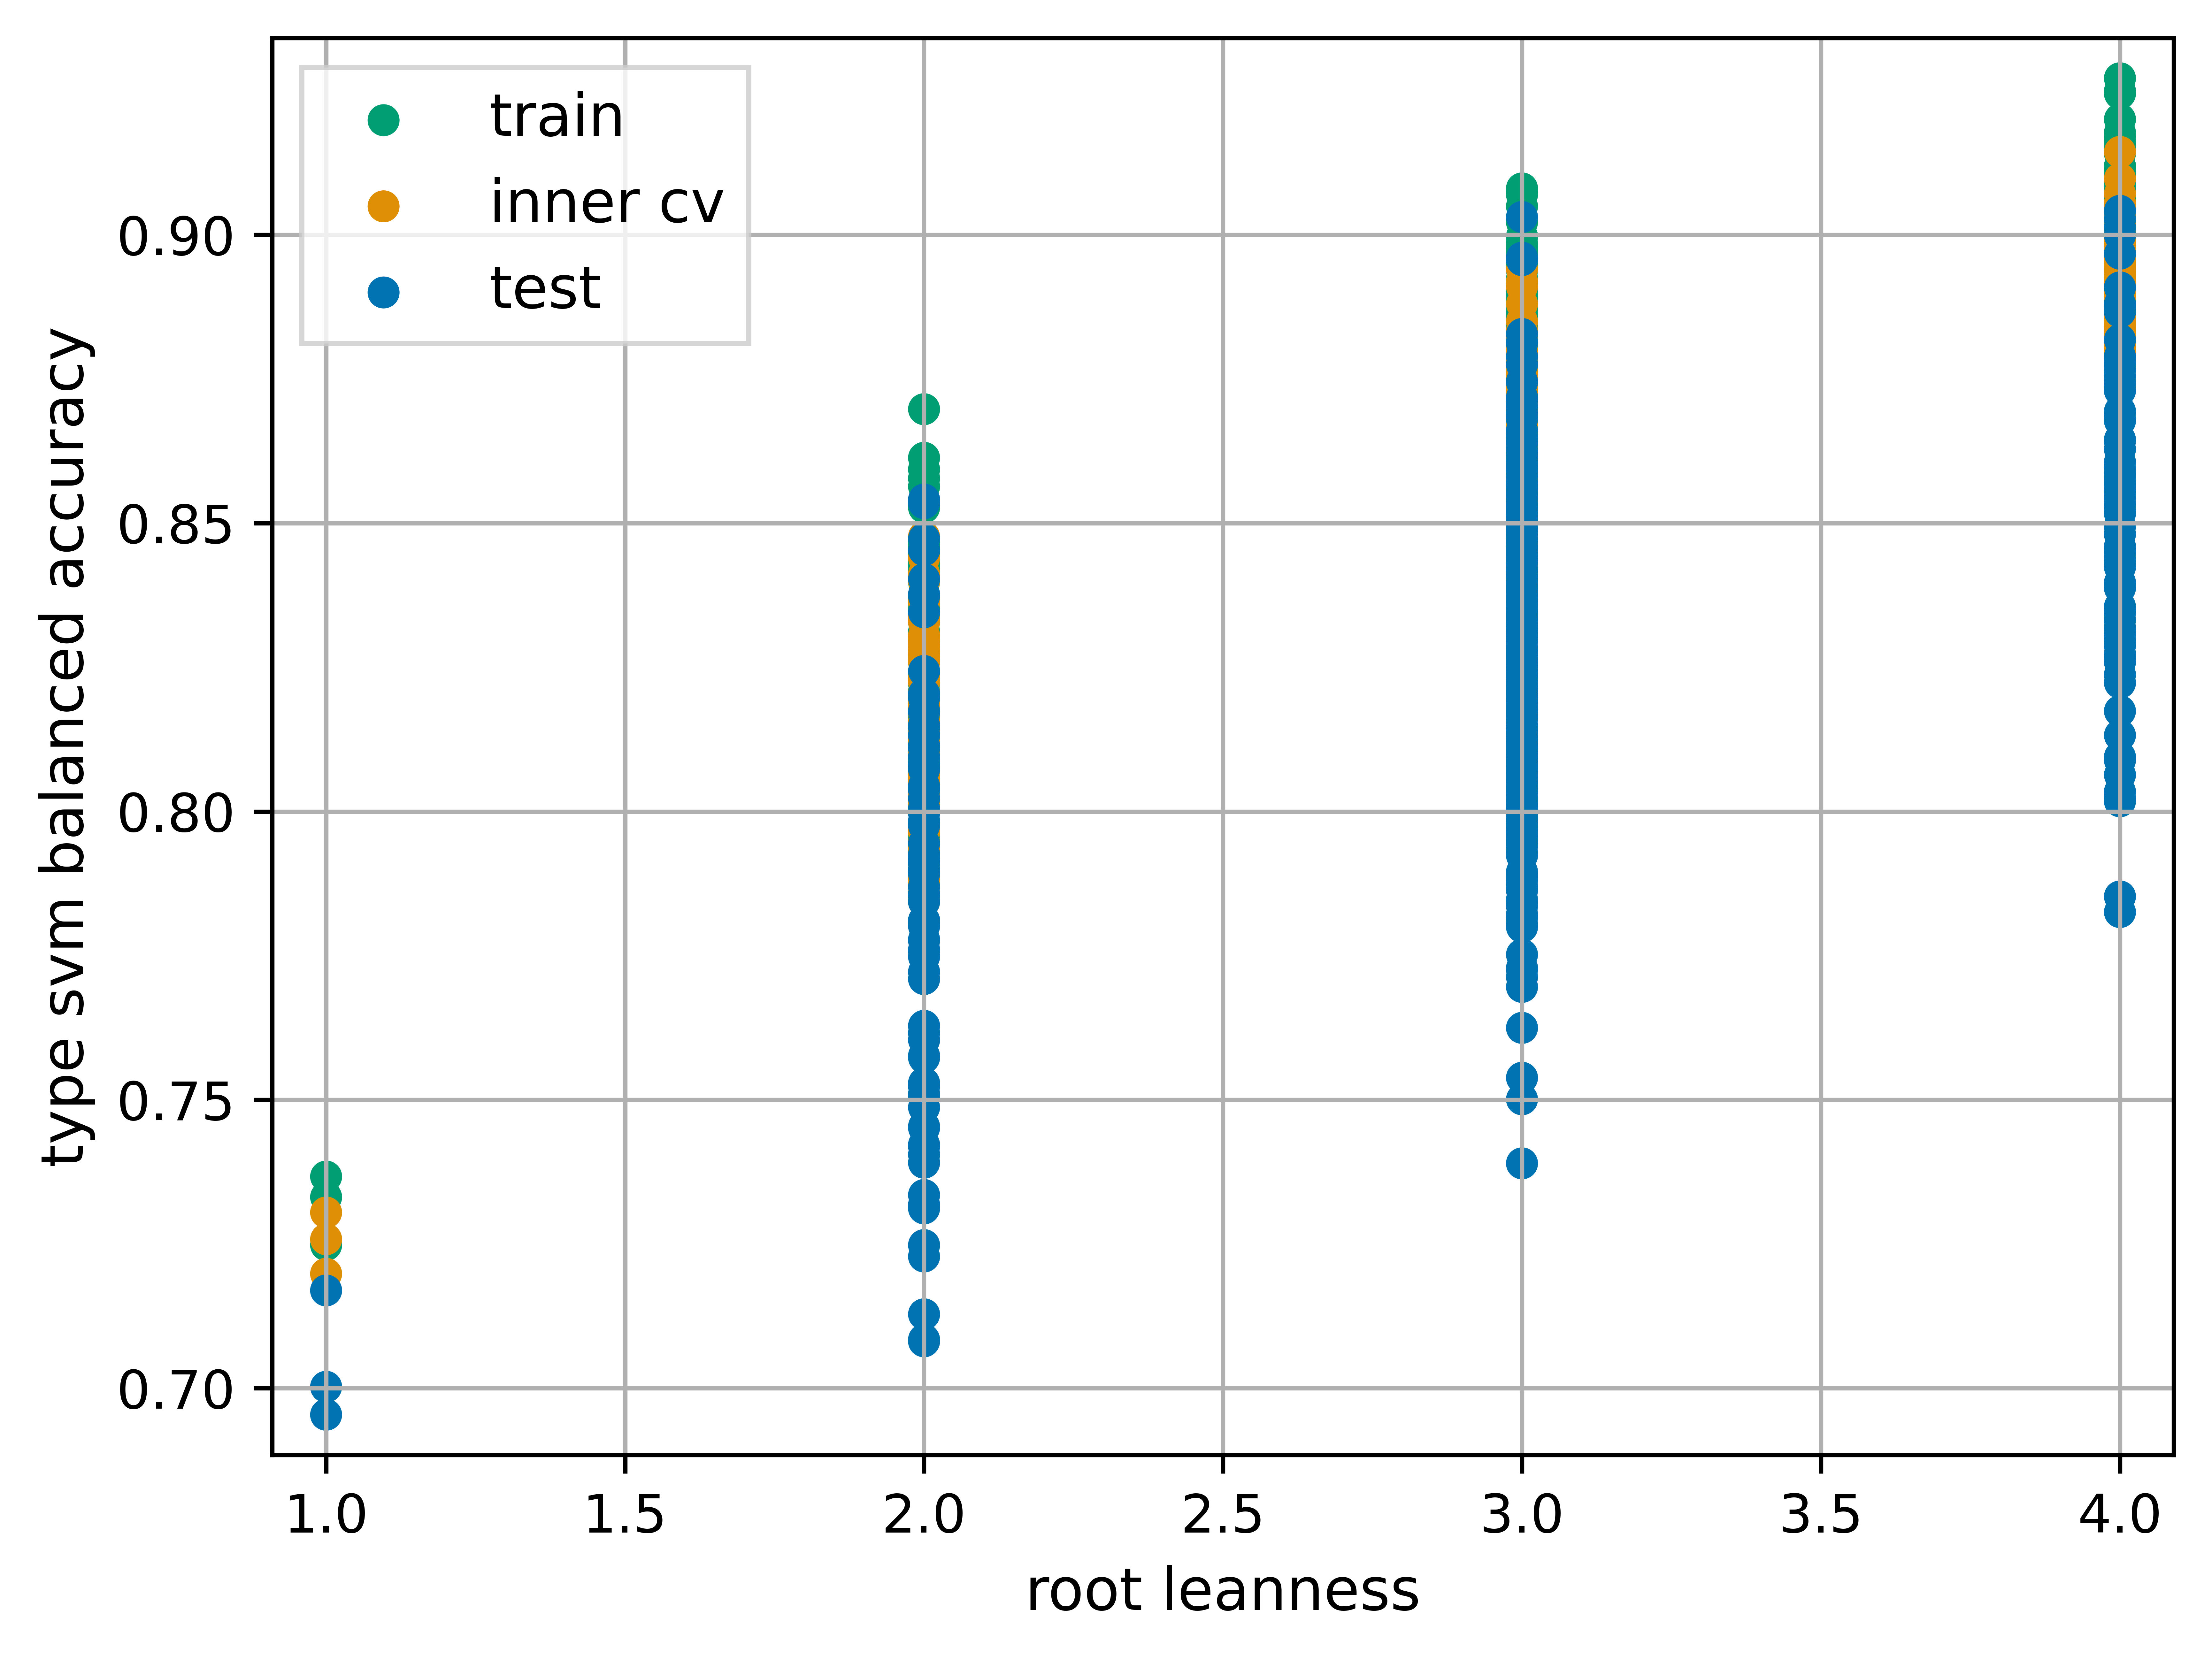 train
inner cv
test
type svm balanced accuracy
0.90
0.85
0.80
0.75
0.70
1.0 1.5 2.0 2.5 3.0 3.5 4.0
root leanness